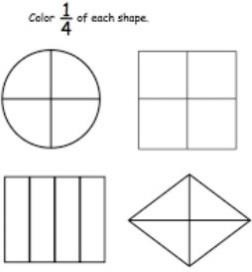 Color 1/4 of each shape.